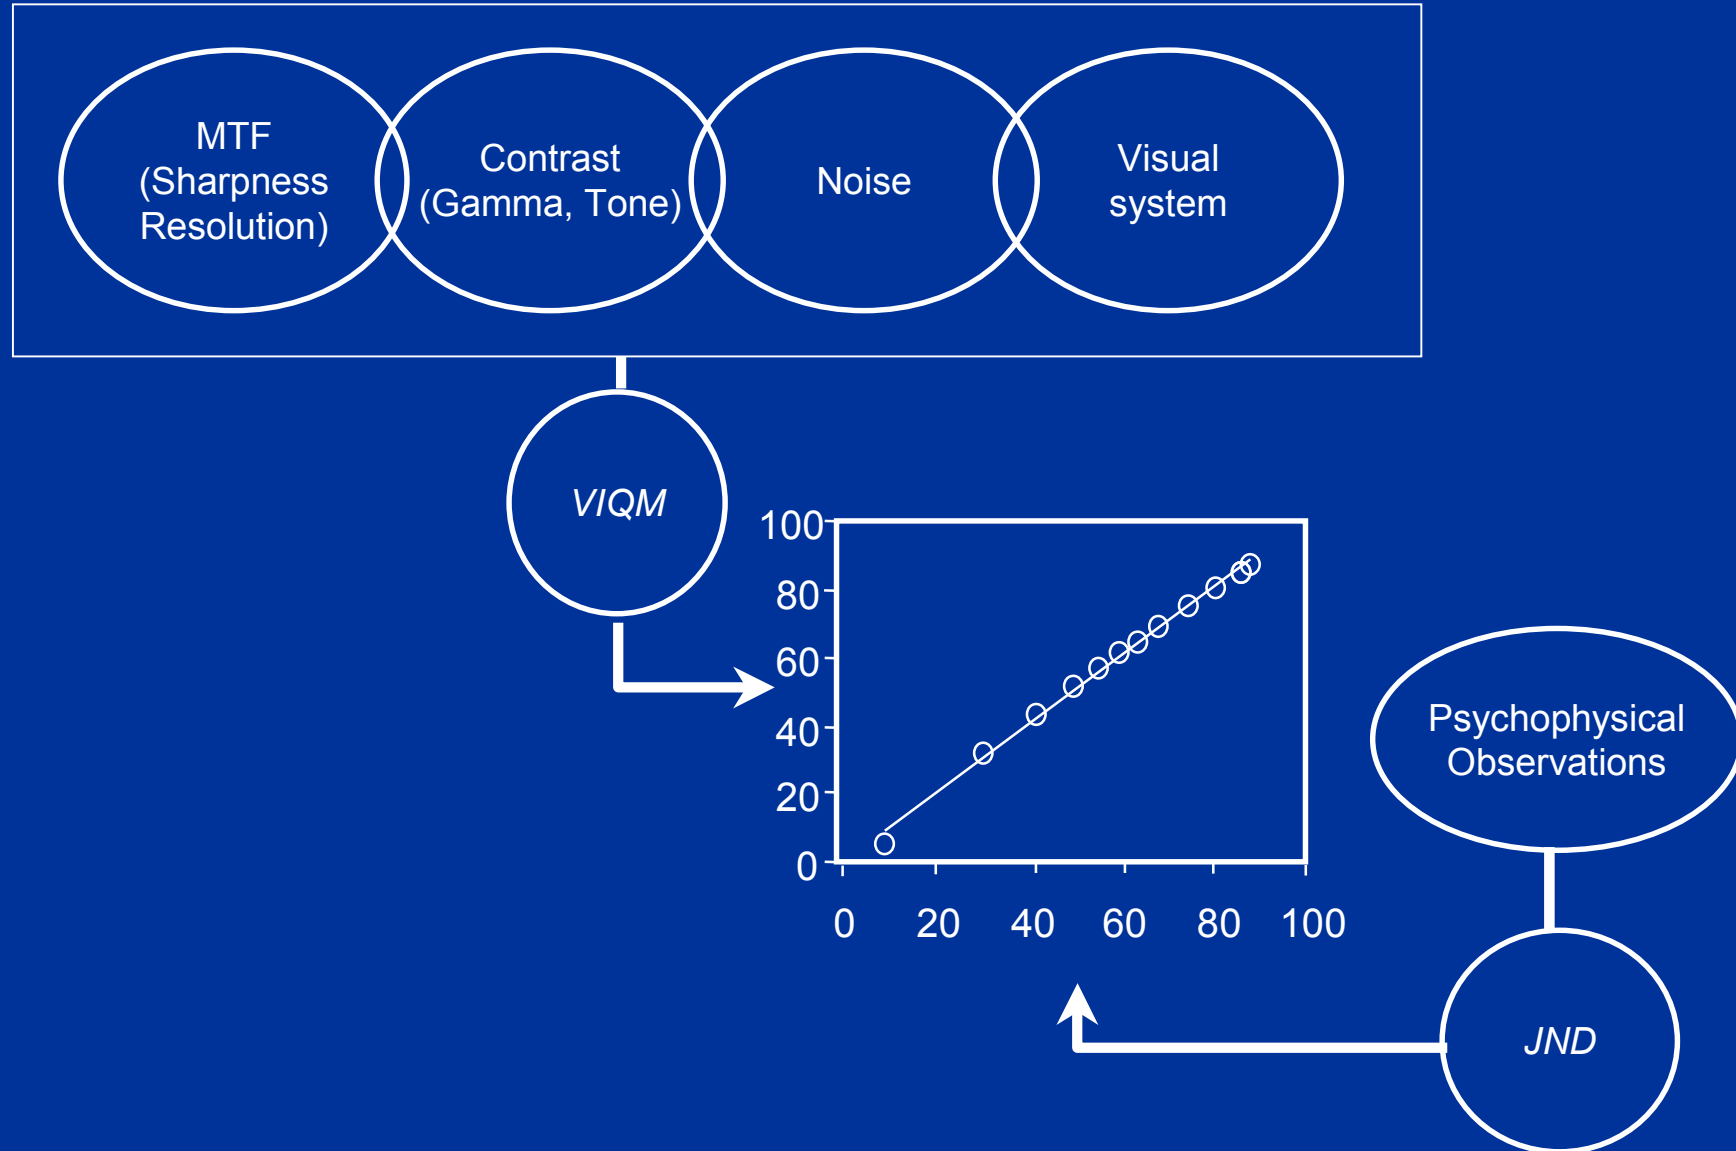 MTF
(Sharpness
Resolution)
Contrast
(Gamma, Tone)
Noise
Visual
system
VIQM
100
80
60
40
20
0
0 20 40 60 80 100
Psychophysical
Observations
JND